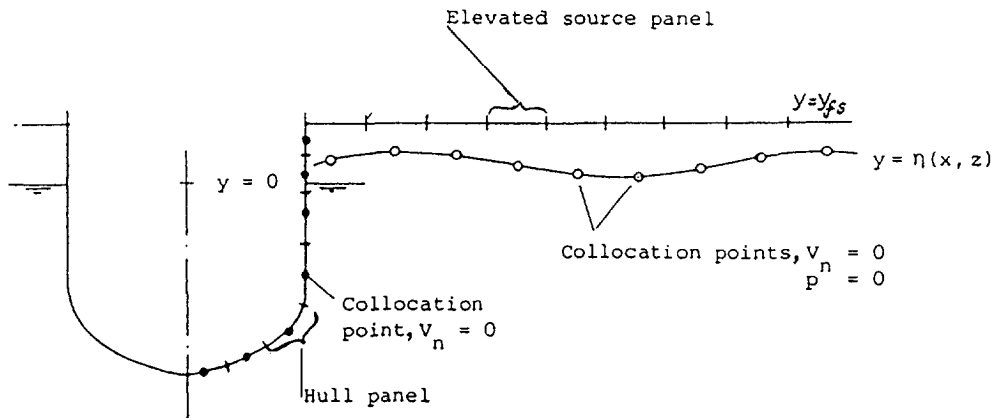 Elevated source panel
y=y_fs
y = η(x, z)
y = 0
Collocation points, V_n = 0
p = 0
Collocation
point, V_n = 0
Hull panel